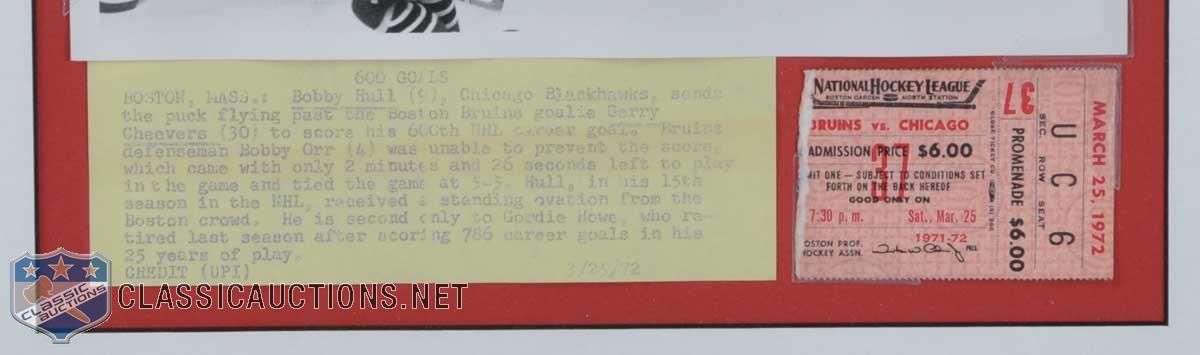 600 GOALS
BOSTON, MASS.: Bobby Hull (9), Chicago Blackhawks, sends
the puck flying past the Boston Bruins goalie Gerry
Cheevers (30) to score his 600th NHL career goal. Bruins
defenseman Bobby Orr (4) was unable to prevent the score,
which came with only 2 minutes and 26 seconds left to play
in the game and tied the game at 5-5. Hull, in his 15th
season in the NHL, received a standing ovation from the
Boston crowd. He is second only to Gordie Howe, who re-
tired last season after scoring 786 career goals in his
25 years of play.
CREDIT (UPI) 3/25/72
NATIONAL HOCKEY LEAGUE
BOSTON GARDEN NORTH STATION
BRUINS VS. CHICAGO
ADMISSION PRICE $6.00
MIT ONE - SUBJECT TO CONDITIONS SET
FORTH ON THE BACK HEREOF
GOOD ONLY ON
7:30 p. m. Sat., Mar. 25
1971-72
BOSTON PROF.
HOCKEY ASSN. PRES.
37
GLOBE TICKET CO.
37
PROMENADE $6.00
SEC. ROW SEAT
U C 6
MARCH 25, 1972
CLASSIC
AUCTIONS
CLASSICAUCTIONS.NET